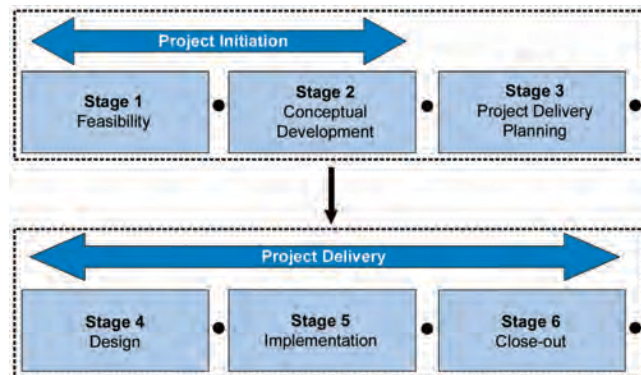 Project Initiation
Stage 1
Feasibility
Stage 2
Conceptual
Development
Stage 3
Project Delivery
Planning
Project Delivery
Stage 4
Design
Stage 5
Implementation
Stage 6
Close-out